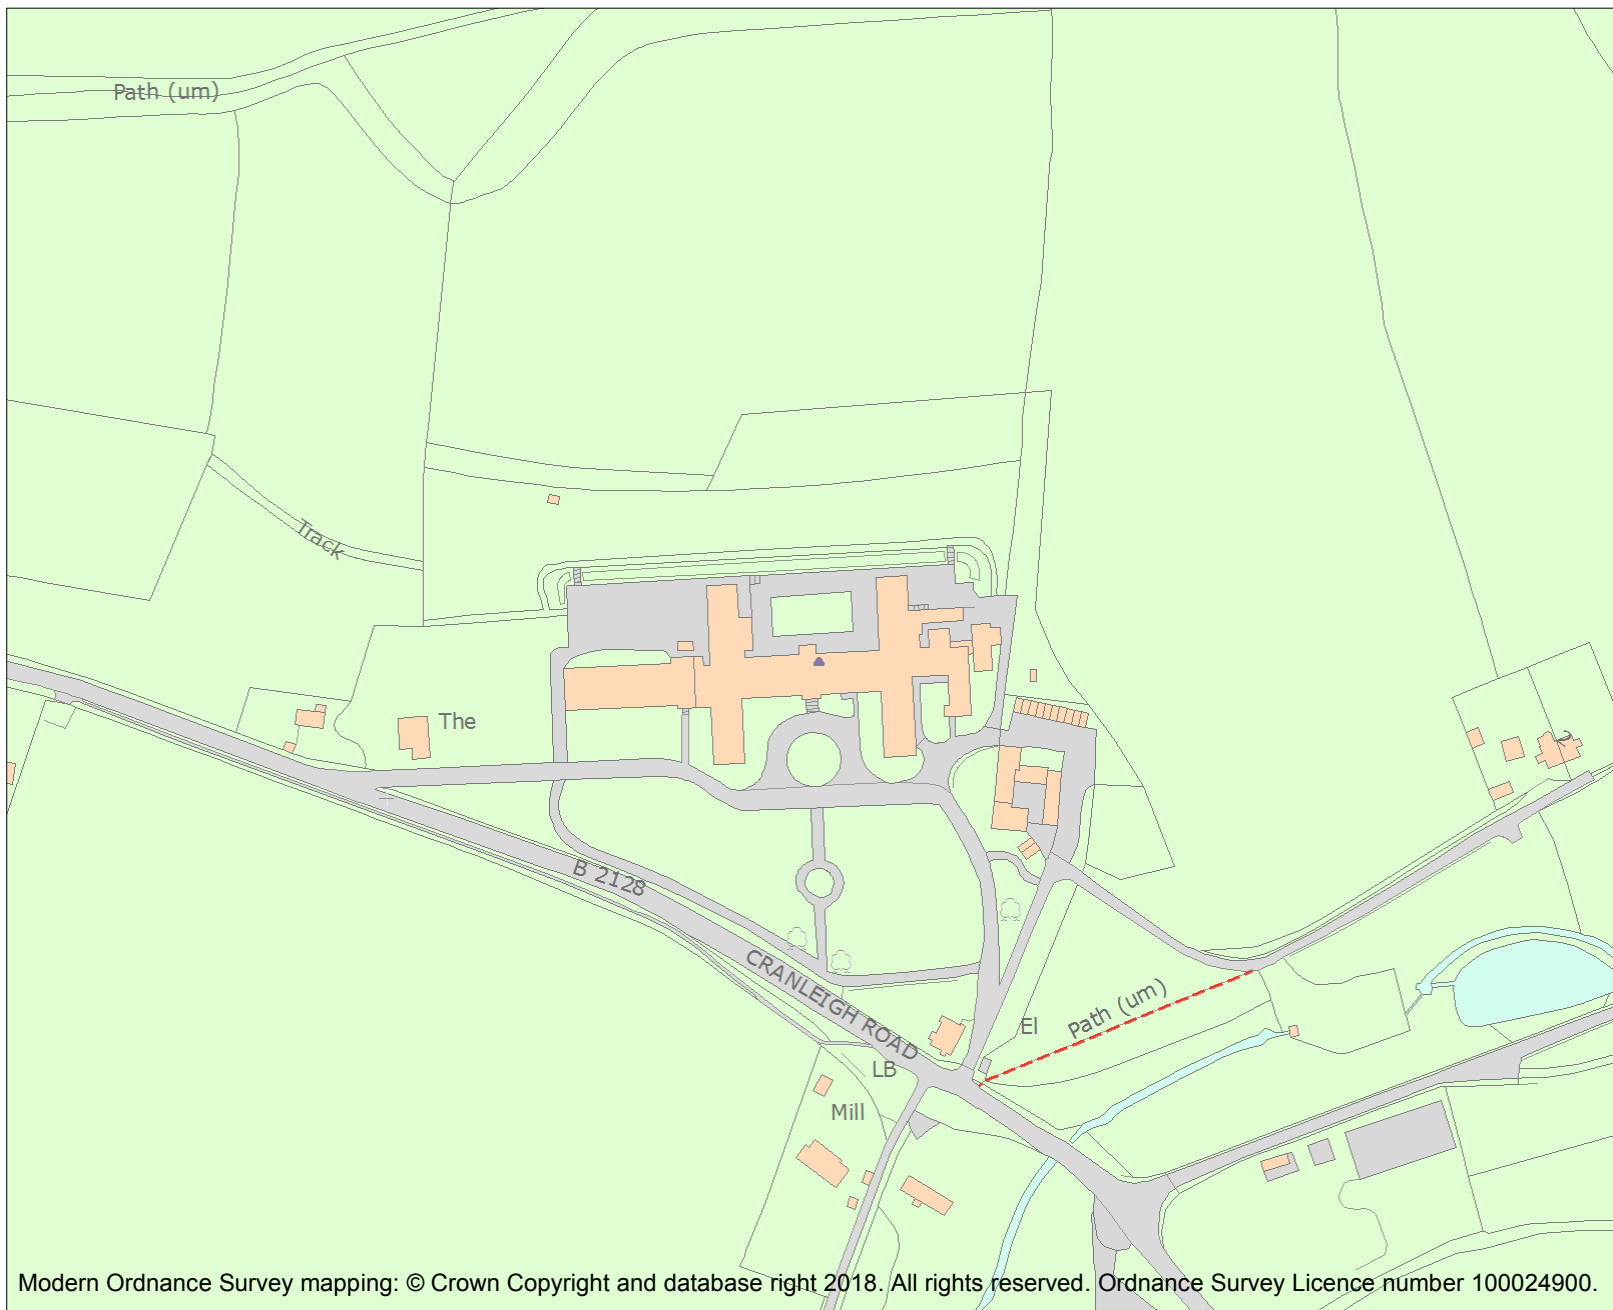 Path (um)
Track
The
B 2128
CRANLEIGH ROAD
El
Path (um)
LB
Mill
2
Modern Ordnance Survey mapping: © Crown Copyright and database right 2018. All rights reserved. Ordnance Survey Licence number 100024900.